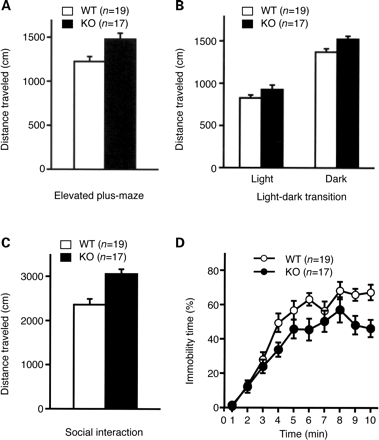 A
WT (n=19)
KO (n=17)
Distance traveled (cm)
1500
1000
500
0
Elevated plus-maze
B
WT (n=19)
KO (n=17)
Distance traveled (cm)
1500
1000
500
0
Light
Dark
Light-dark transition
C
WT (n=19)
KO (n=17)
Distance traveled (cm)
3000
2000
1000
0
Social interaction
D
WT (n=19)
KO (n=17)
Immobility time (%)
80
60
40
20
0
0 1 2 3 4 5 6 7 8 9 10
Time (min)